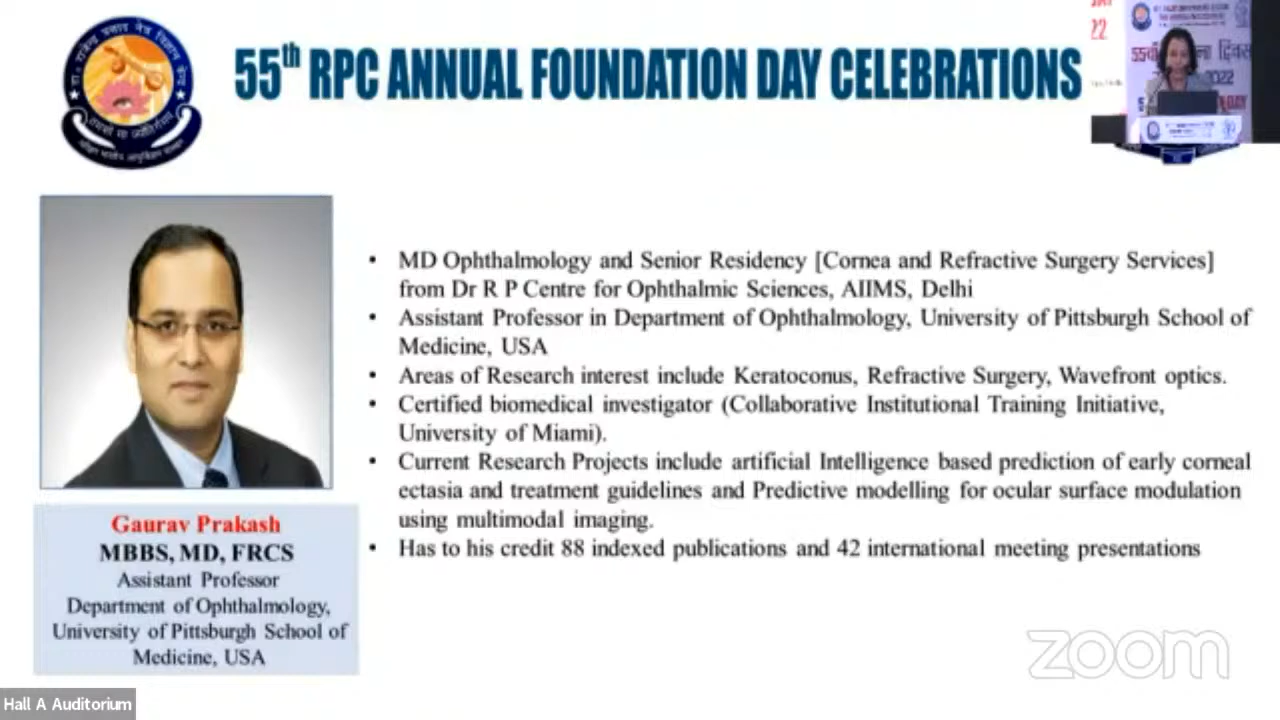 55th RPC ANNUAL FOUNDATION DAY CELEBRATIONS
22
2022
• MD Ophthalmology and Senior Residency [Cornea and Refractive Surgery Services]
from Dr R P Centre for Ophthalmic Sciences, AIIMS, Delhi
• Assistant Professor in Department of Ophthalmology, University of Pittsburgh School of
Medicine, USA
• Areas of Research interest include Keratoconus, Refractive Surgery, Wavefront optics.
• Certified biomedical investigator (Collaborative Institutional Training Initiative,
University of Miami).
• Current Research Projects include artificial Intelligence based prediction of early corneal
ectasia and treatment guidelines and Predictive modelling for ocular surface modulation
using multimodal imaging.
• Has to his credit 88 indexed publications and 42 international meeting presentations
Gaurav Prakash
MBBS, MD, FRCS
Assistant Professor
Department of Ophthalmology,
University of Pittsburgh School of
Medicine, USA
zoom
Hall A Auditorium